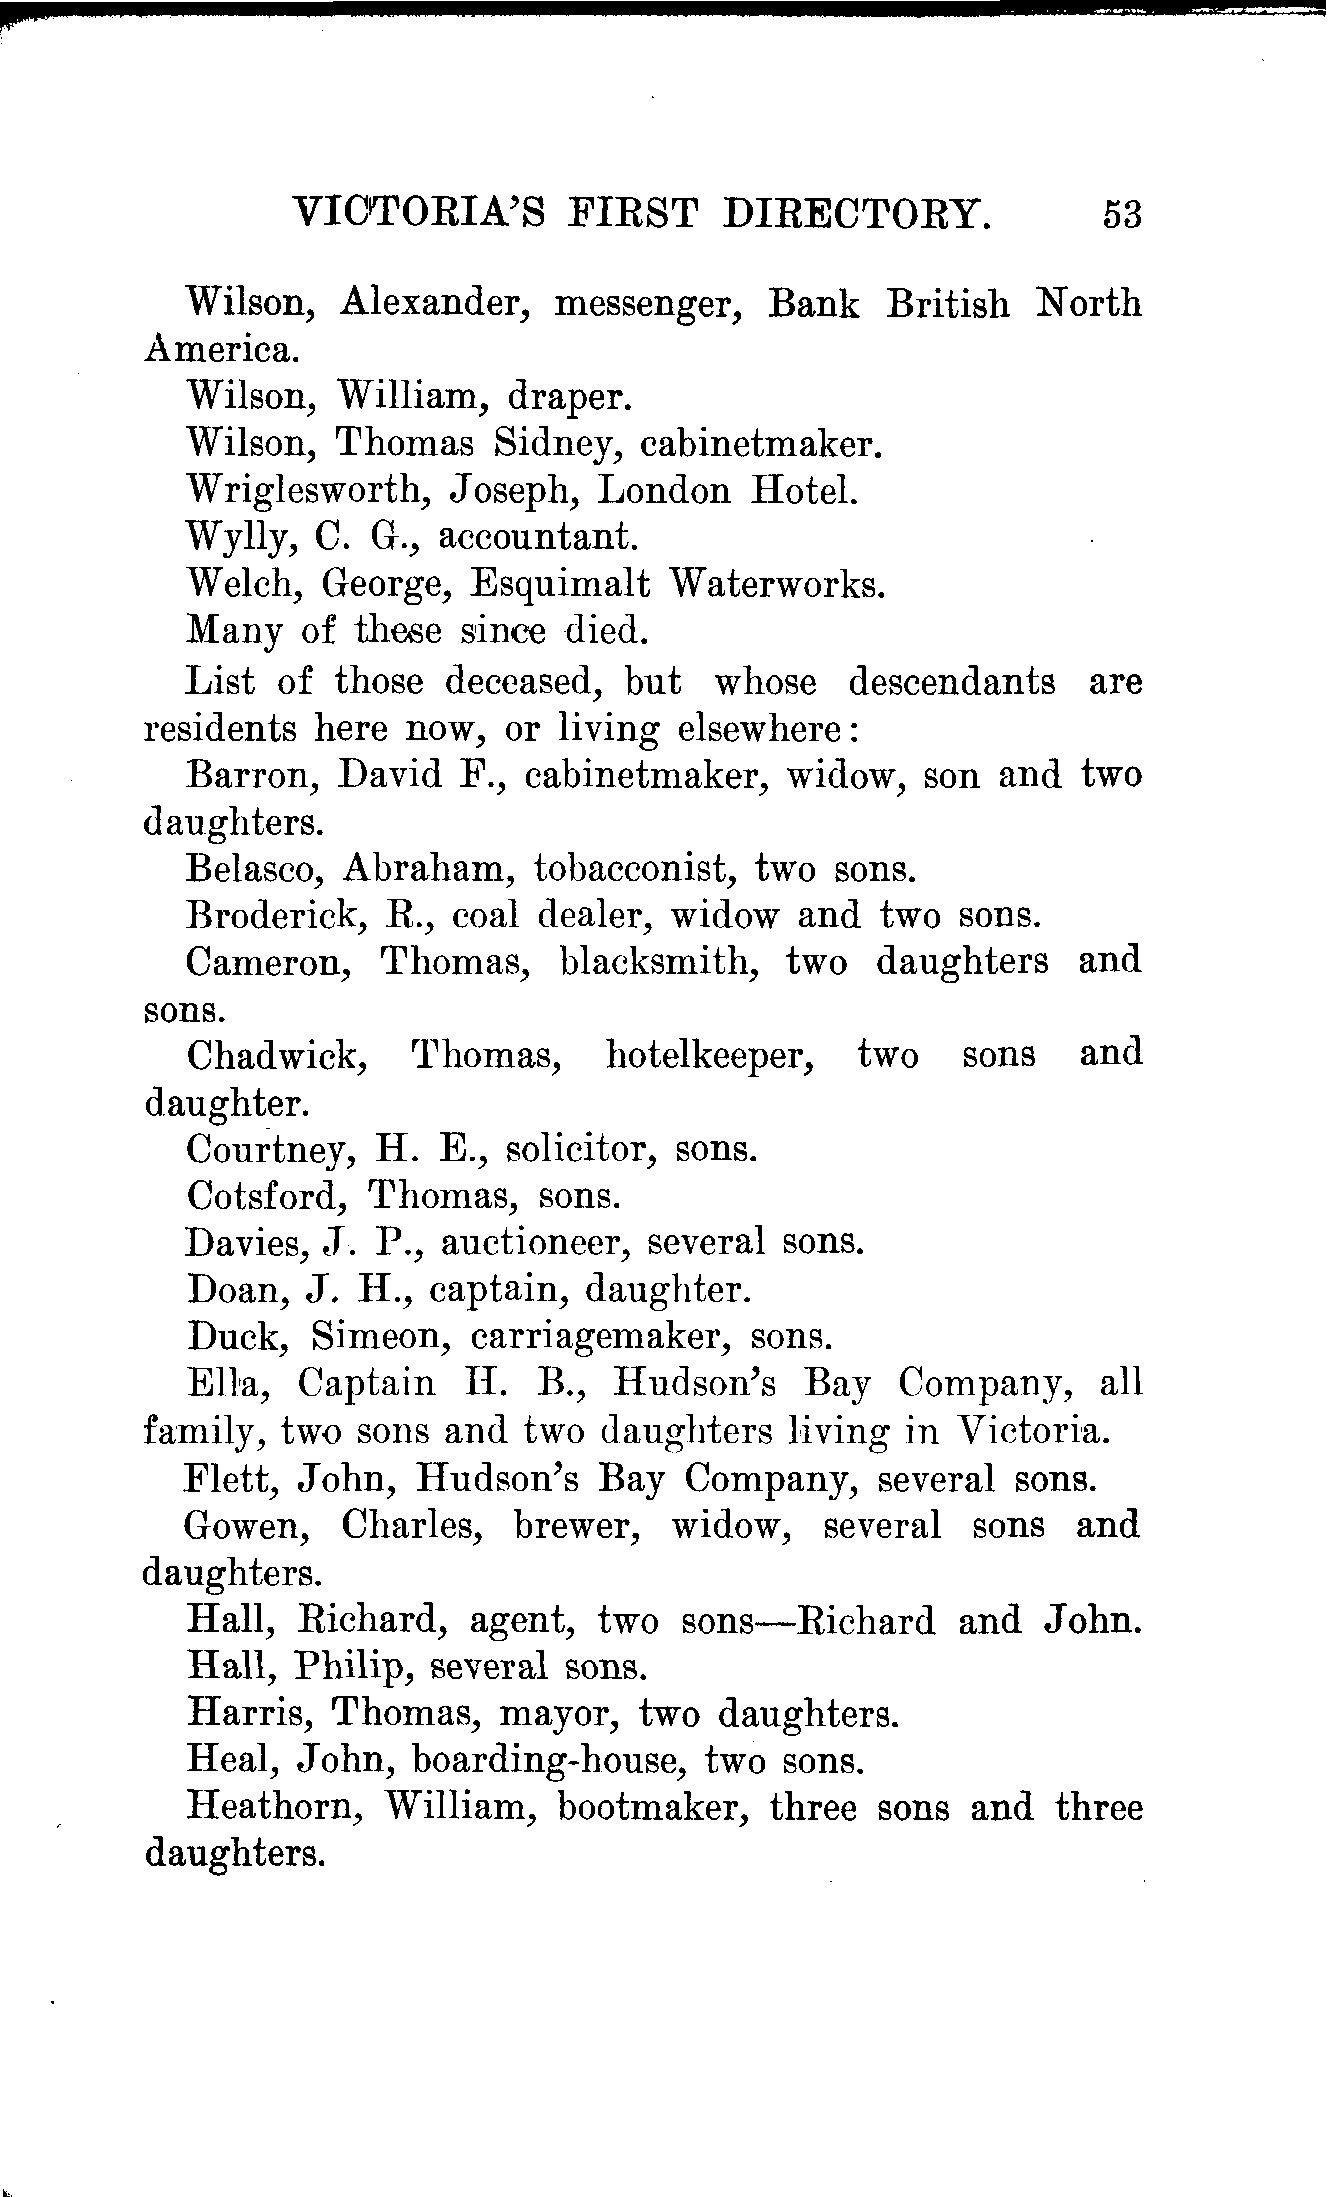 VICTORIA'S FIRST DIRECTORY. 53
Wilson, Alexander, messenger, Bank British North
America.
Wilson, William, draper.
Wilson, Thomas Sidney, cabinetmaker.
Wriglesworth, Joseph, London Hotel.
Wylly, C. G., accountant.
Welch, George, Esquimalt Waterworks.
Many of these since died.
List of those deceased, but whose descendants are
residents here now, or living elsewhere:
Barron, David F., cabinetmaker, widow, son and two
daughters.
Belasco, Abraham, tobacconist, two sons.
Broderick, R., coal dealer, widow and two sons.
Cameron, Thomas, blacksmith, two daughters and
sons.
Chadwick, Thomas, hotelkeeper, two sons and
daughter.
Courtney, H. E., solicitor, sons.
Cotsford, Thomas, sons.
Davies, J. P., auctioneer, several sons.
Doan, J. H., captain, daughter.
Duck, Simeon, carriagemaker, sons.
Ella, Captain H. B., Hudson's Bay Company, all
family, two sons and two daughters living in Victoria.
Flett, John, Hudson's Bay Company, several sons.
Gowen, Charles, brewer, widow, several sons and
daughters.
Hall, Richard, agent, two sons—Richard and John.
Hall, Philip, several sons.
Harris, Thomas, mayor, two daughters.
Heal, John, boarding-house, two sons.
Heathorn, William, bootmaker, three sons and three
daughters.